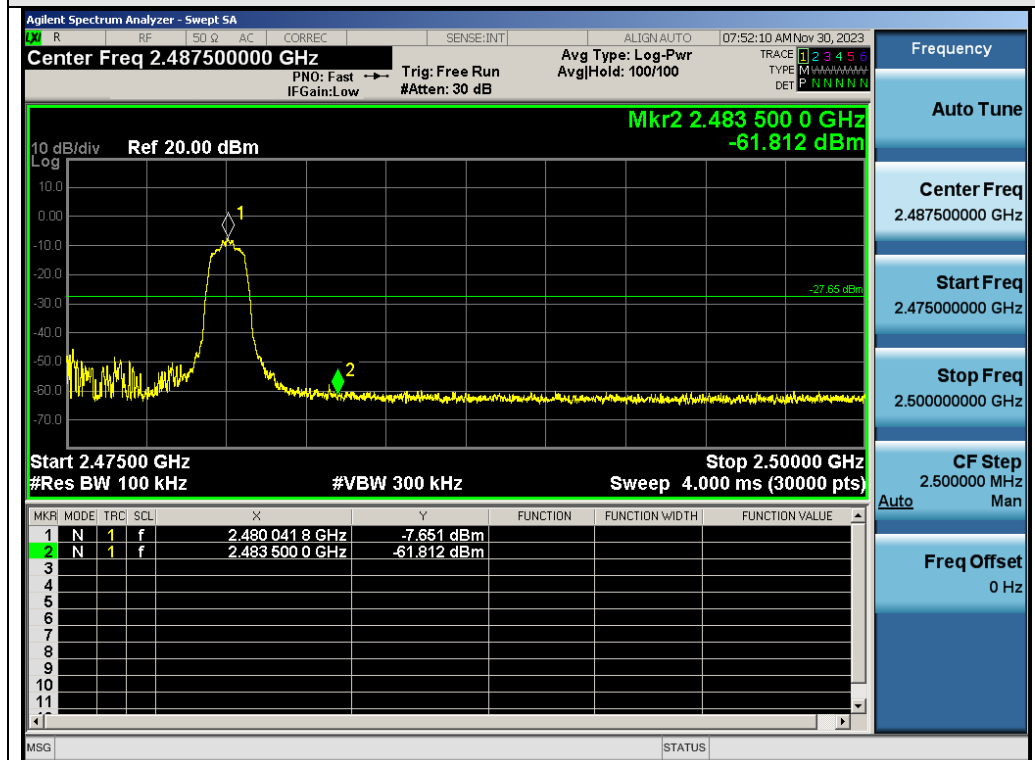 Agilent Spectrum Analyzer - Swept SA
LXI R RF 50 Ω AC CORREC SENSE:INT ALIGN AUTO 07:52:10 AM Nov 30, 2023
Center Freq 2.487500000 GHz Avg Type: Log-Pwr TRACE 1 2 3 4 5 6
PNO: Fast Trig: Free Run Avg|Hold: 100/100 TYPE M WWWWW
IFGain:Low #Atten: 30 dB DET P N N N N N
Mkr2 2.483 500 0 GHz
-61.812 dBm
10 dB/div Ref 20.00 dBm
Log
10.0
0.00
-10.0
-20.0
-30.0
-40.0
-50.0
-60.0
-70.0
1
2
-27.65 dBm
Start 2.47500 GHz Stop 2.50000 GHz
#Res BW 100 kHz #VBW 300 kHz Sweep 4.000 ms (30000 pts)
MKR MODE TRC SCL X Y FUNCTION FUNCTION WIDTH FUNCTION VALUE
1 N 1 f 2.480 041 8 GHz -7.651 dBm
2 N 1 f 2.483 500 0 GHz -61.812 dBm
3
4
5
6
7
8
9
10
11
MSG STATUS
Frequency
Auto Tune
Center Freq
2.487500000 GHz
Start Freq
2.475000000 GHz
Stop Freq
2.500000000 GHz
CF Step
2.500000 MHz
Auto Man
Freq Offset
0 Hz